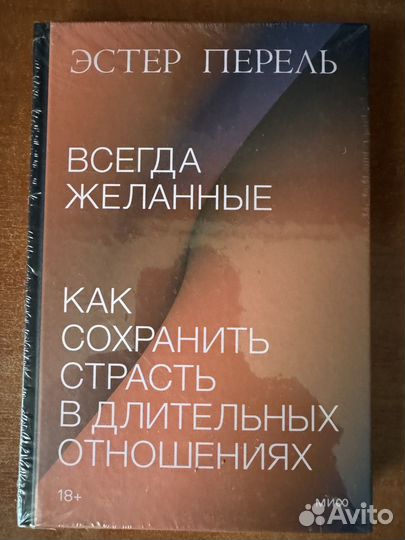 ЭСТЕР ПЕРЕЛЬ
ВСЕГДА
ЖЕЛАННЫЕ
КАК
СОХРАНИТЬ
СТРАСТЬ
В ДЛИТЕЛЬНЫХ
ОТНОШЕНИЯХ
18+
МИФ
Avito